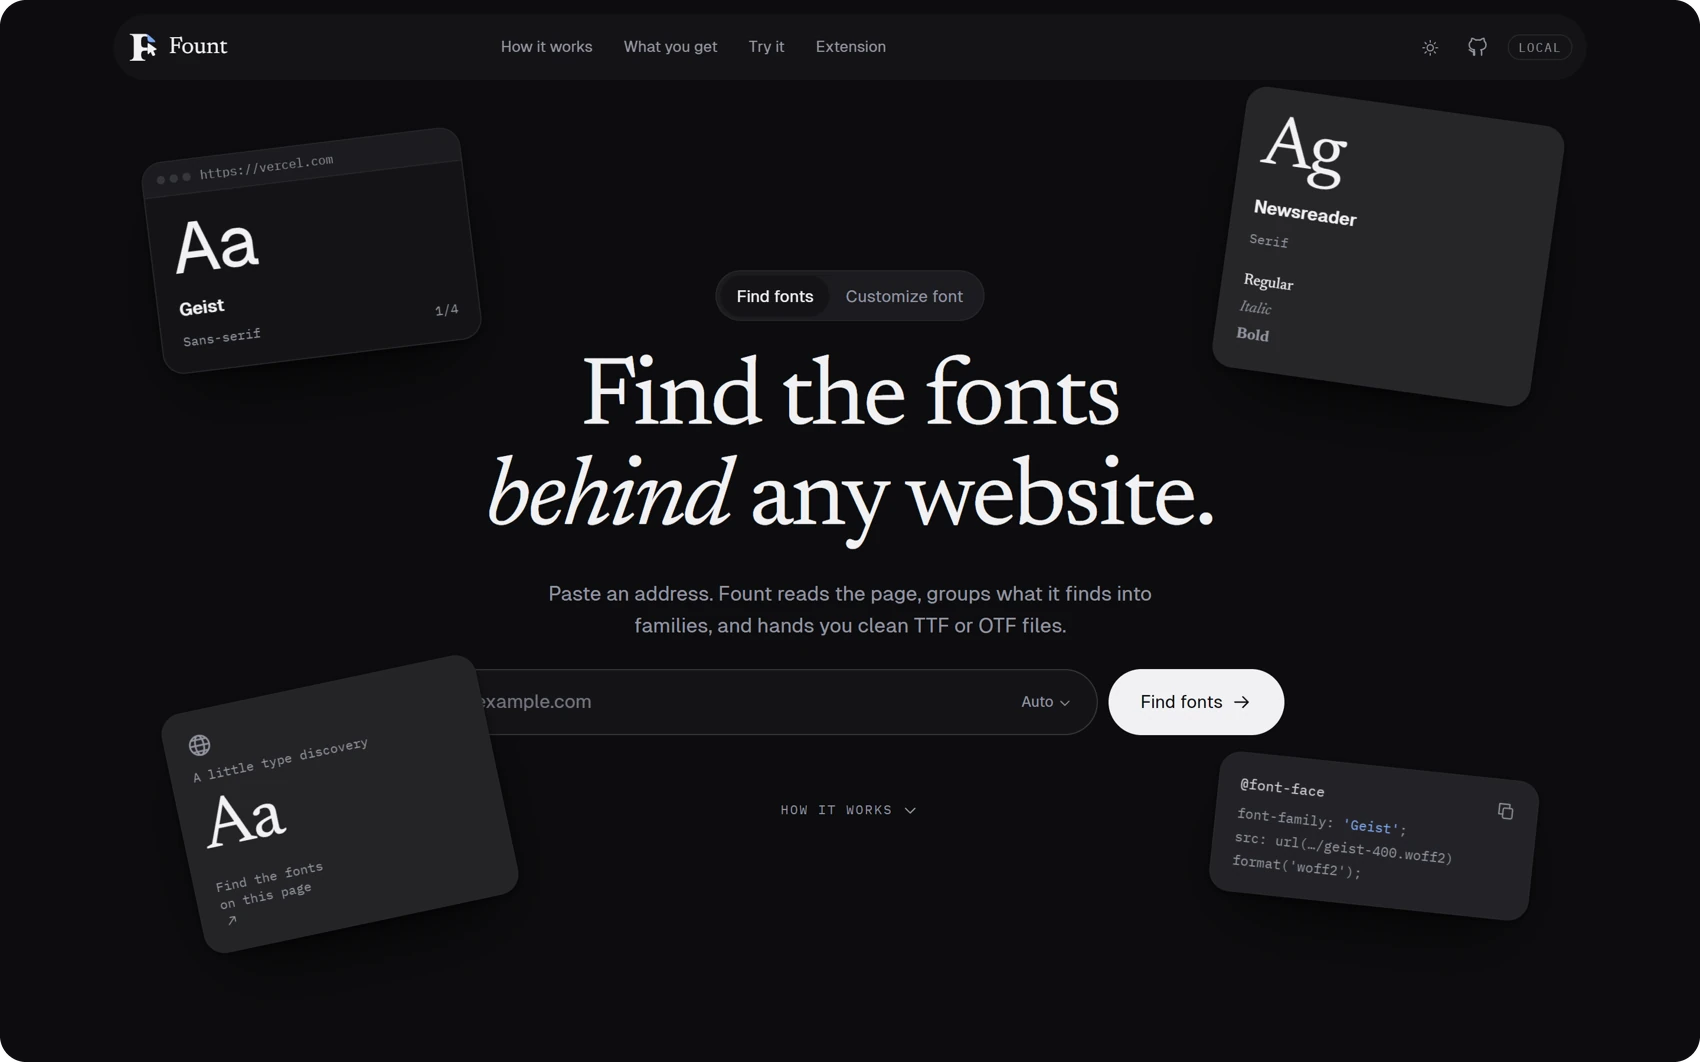 Fount
How it works
What you get
Try it
Extension
LOCAL
https://vercel.com
Aa
Geist
Sans-serif
1/4
Ag
Newsreader
Serif
Regular
Italic
Bold
Find fonts
Customize font
Find the fonts
behind any website.
Paste an address. Fount reads the page, groups what it finds into
families, and hands you clean TTF or OTF files.
example.com
Auto
Find fonts →
A little type discovery
Aa
Find the fonts
on this page
↗
HOW IT WORKS
@font-face
font-family: 'Geist';
src: url(…/geist-400.woff2)
format('woff2');